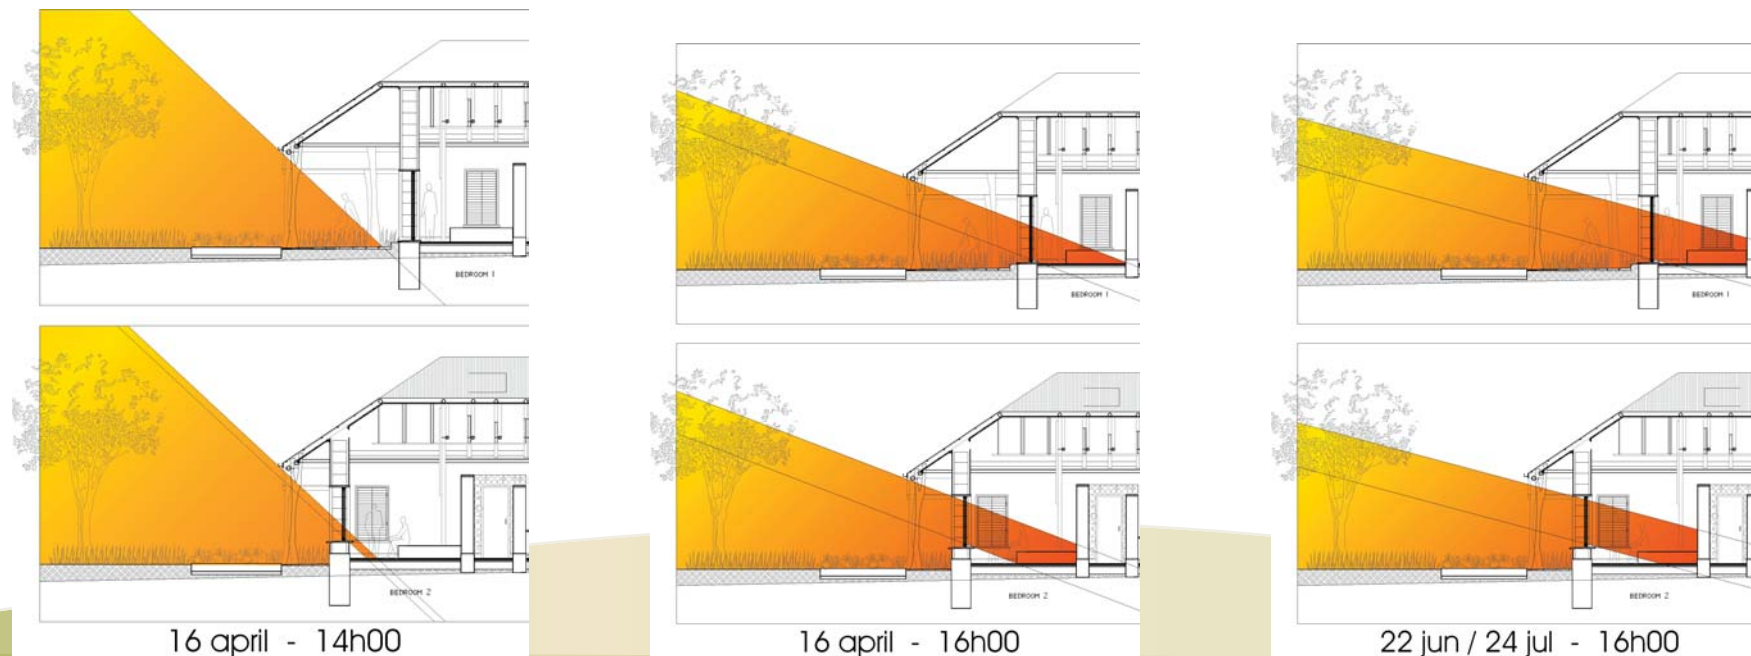 BEDROOM 1
BEDROOM 1
BEDROOM 1
BEDROOM 2
BEDROOM 2
BEDROOM 2
16 april - 14h00
16 april - 16h00
22 jun / 24 jul - 16h00